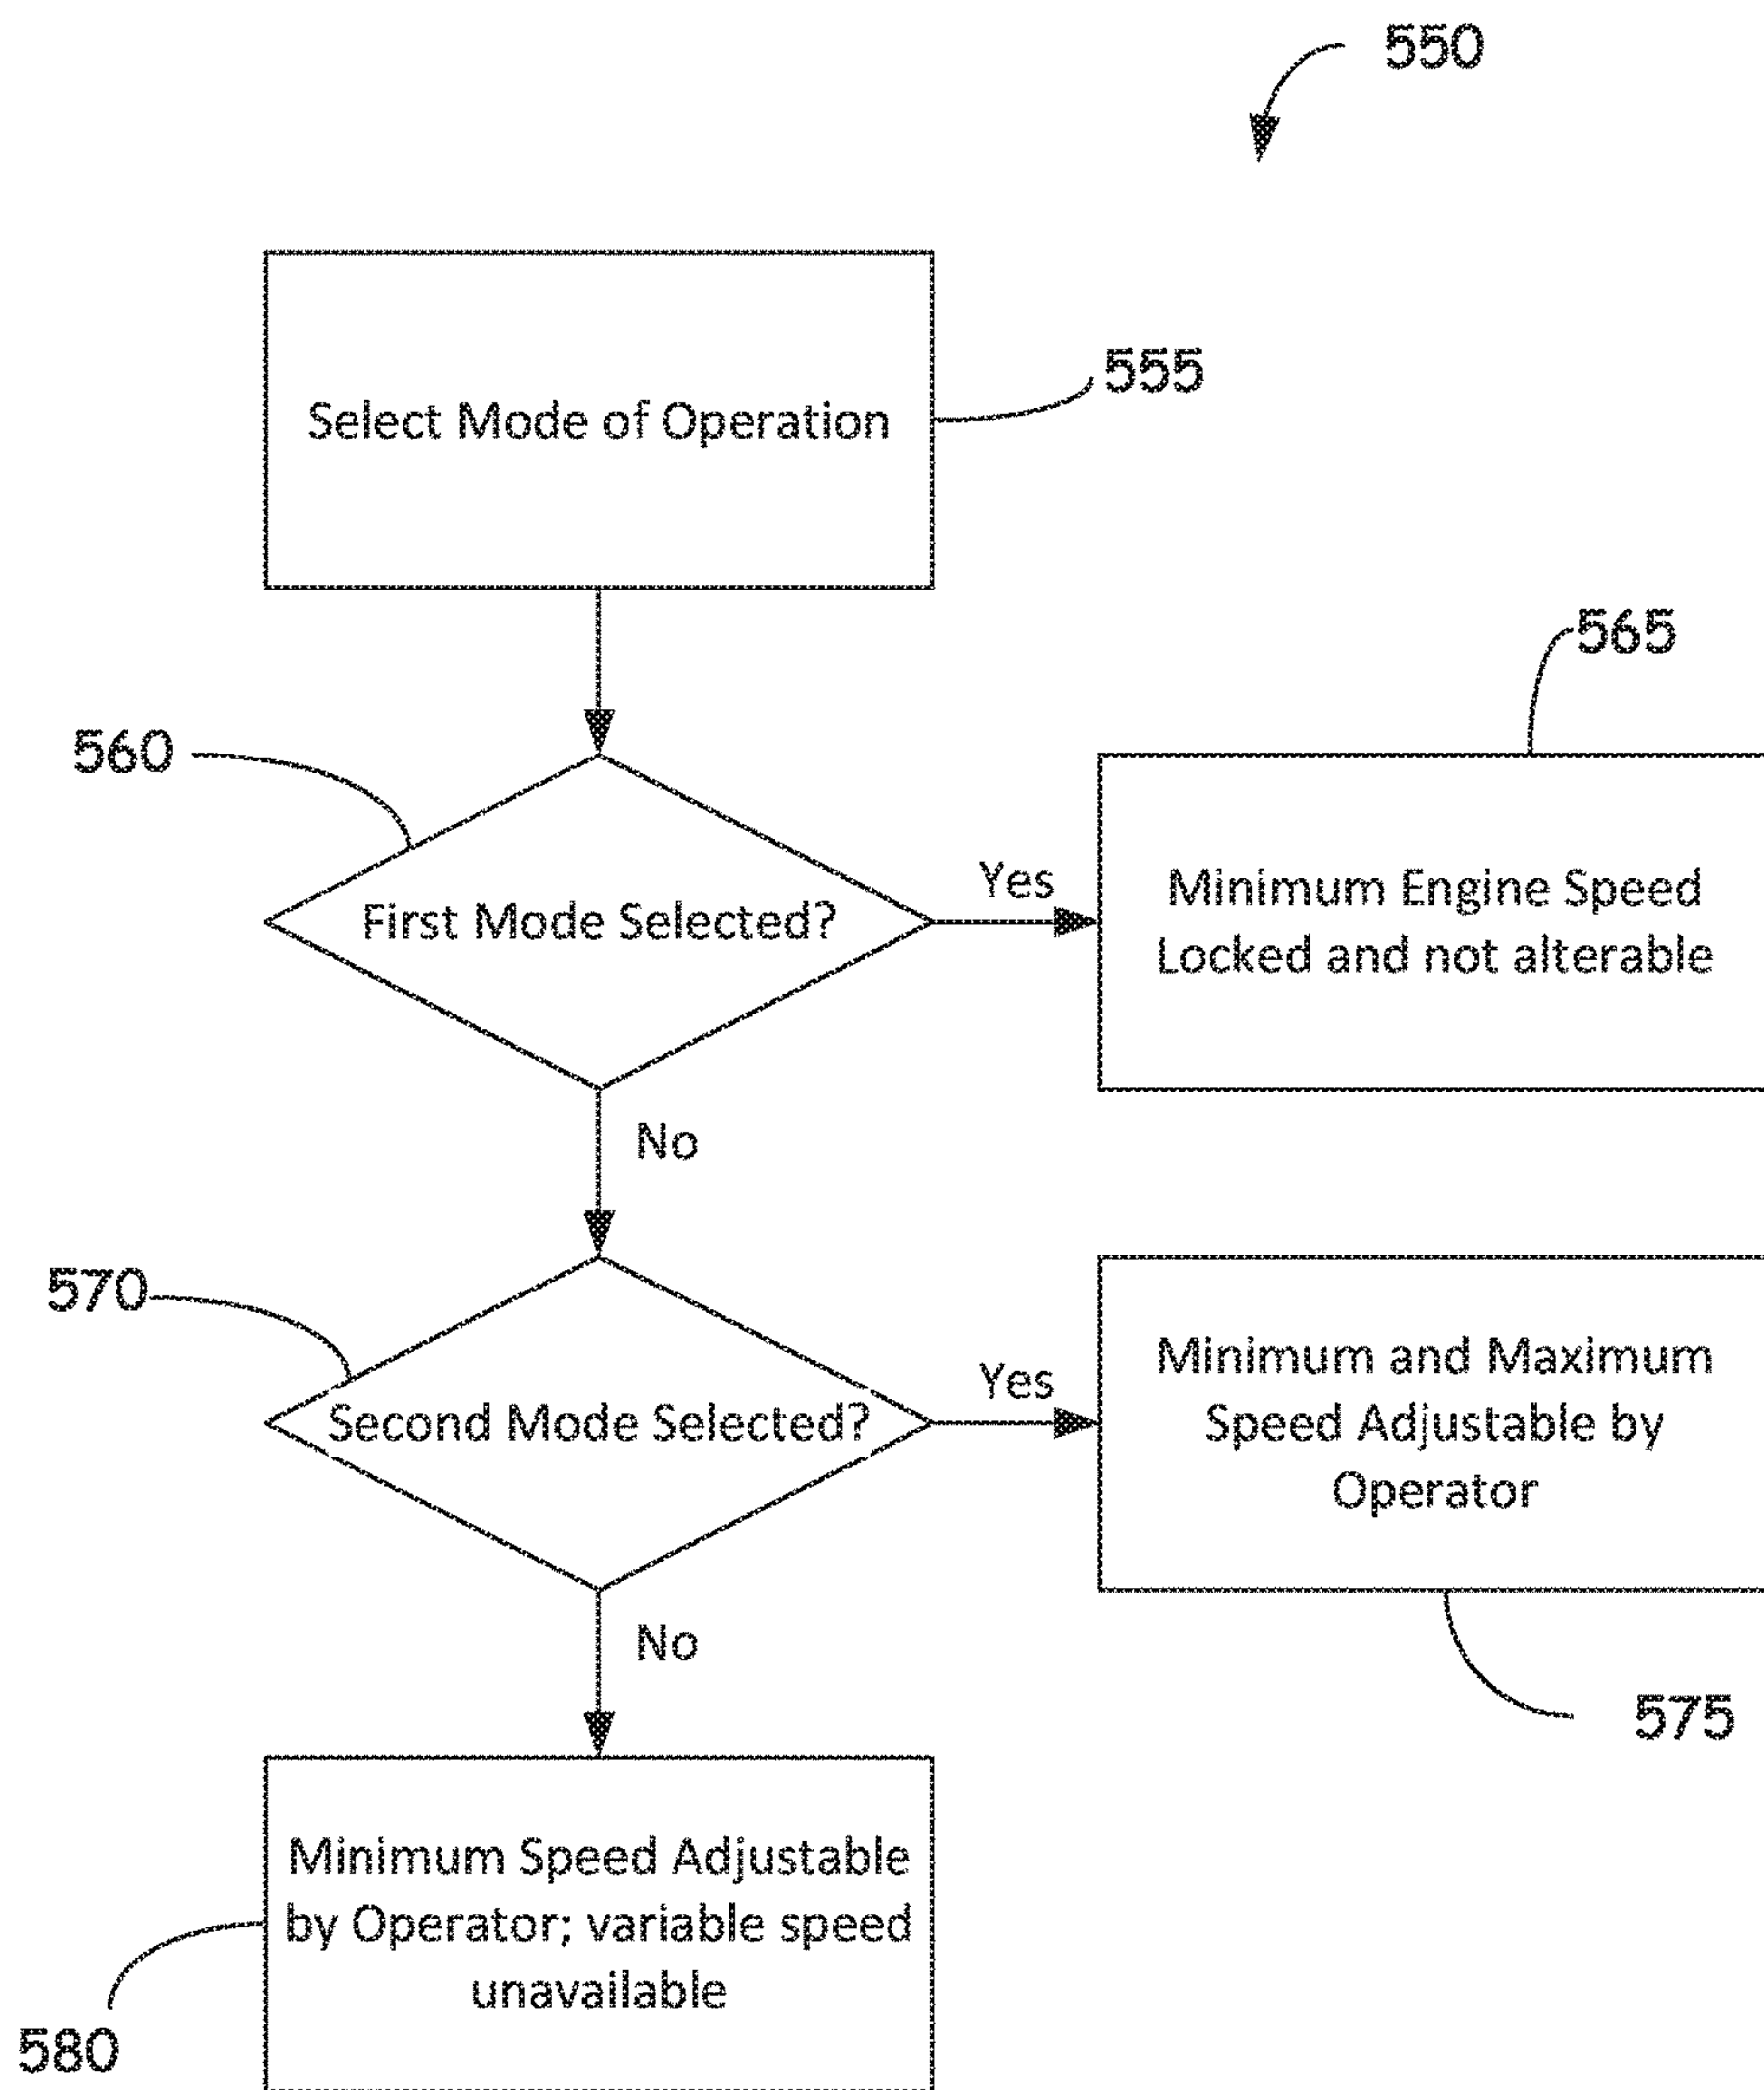 550
Select Mode of Operation
555
565
560
First Mode Selected?
Yes
Minimum Engine Speed
Locked and not alterable
No
570
Second Mode Selected?
Yes
Minimum and Maximum
Speed Adjustable by
Operator
No
575
Minimum Speed Adjustable
by Operator; variable speed
unavailable
580